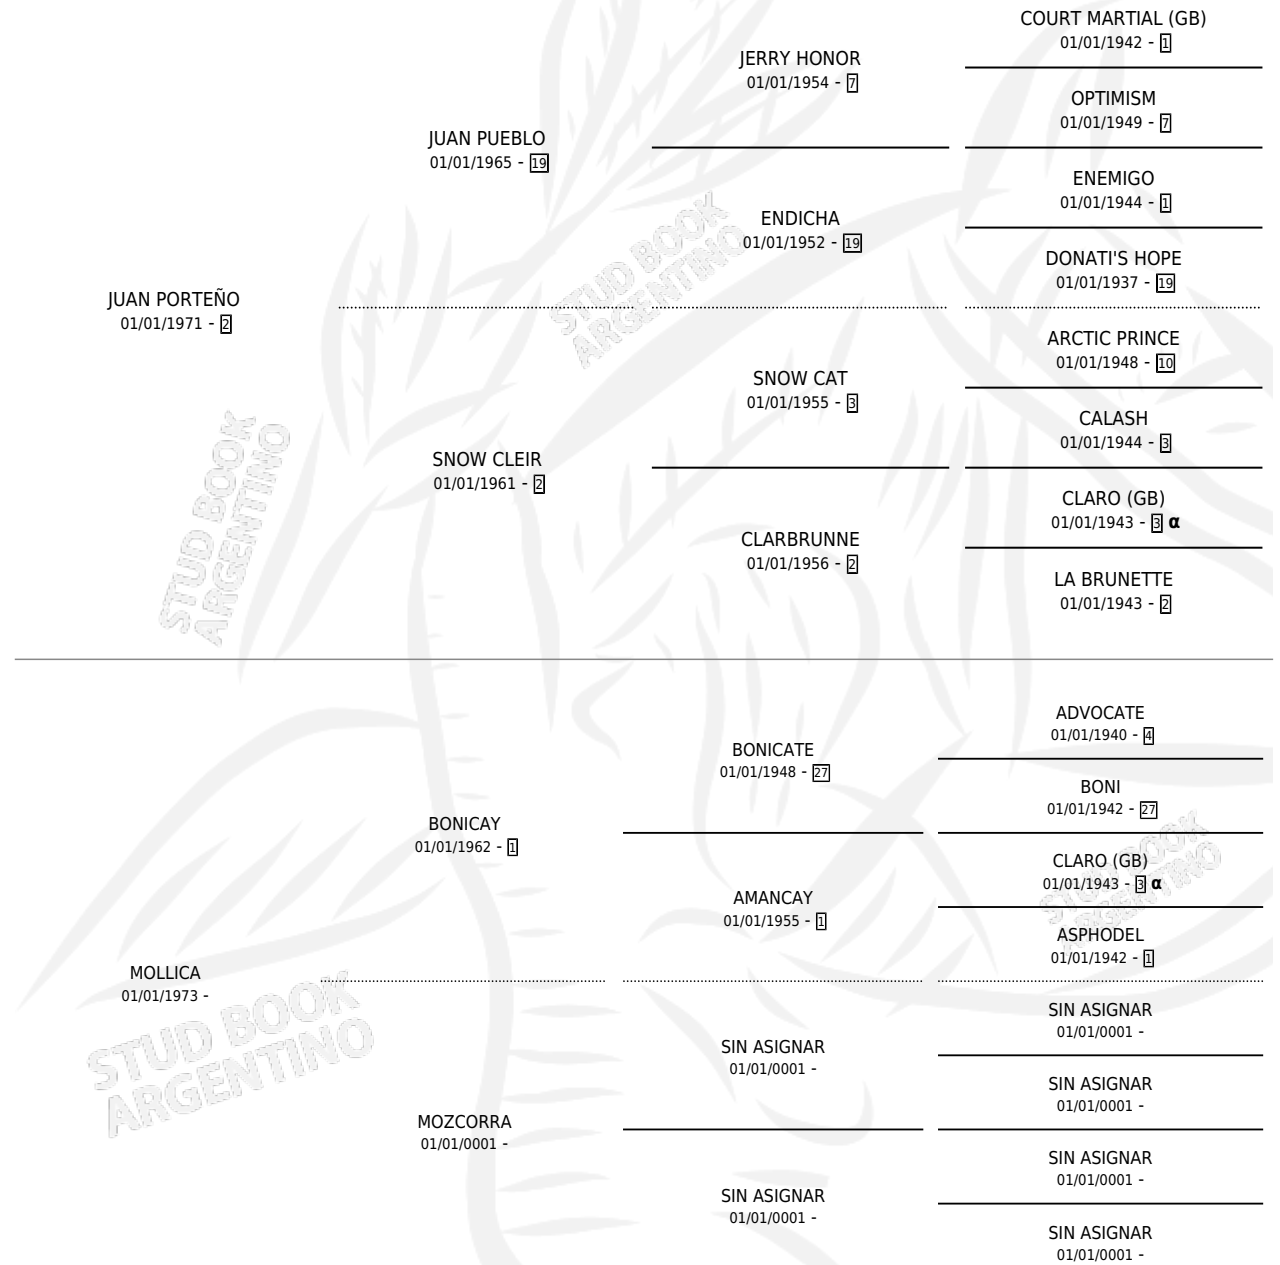 COURT MARTIAL (GB)
01/01/1942 - 1
JERRY HONOR
01/01/1954 - 7
OPTIMISM
01/01/1949 - 7
JUAN PUEBLO
01/01/1965 - 19
ENEMIGO
01/01/1944 - 1
ENDICHA
01/01/1952 - 19
DONATI'S HOPE
01/01/1937 - 19
JUAN PORTEÑO
01/01/1971 - 2
STUD BOOK
ARGENTINO
ARCTIC PRINCE
01/01/1948 - 10
SNOW CAT
01/01/1955 - 3
CALASH
01/01/1944 - 3
SNOW CLEIR
01/01/1961 - 2
CLARO (GB)
01/01/1943 - 3 α
CLARBRUNNE
01/01/1956 - 2
LA BRUNETTE
01/01/1943 - 2
STUD BOOK
ARGENTINO
ADVOCATE
01/01/1940 - 4
BONICATE
01/01/1948 - 27
BONI
01/01/1942 - 27
BONICAY
01/01/1962 - 1
CLARO (GB)
01/01/1943 - 3 α
AMANCAY
01/01/1955 - 1
ASPHODEL
01/01/1942 - 1
STUD BOOK
ARGENTINO
MOLLICA
01/01/1973 -
STUD BOOK
ARGENTINO
SIN ASIGNAR
01/01/0001 -
SIN ASIGNAR
01/01/0001 -
SIN ASIGNAR
01/01/0001 -
MOZCORRA
01/01/0001 -
SIN ASIGNAR
01/01/0001 -
SIN ASIGNAR
01/01/0001 -
SIN ASIGNAR
01/01/0001 -